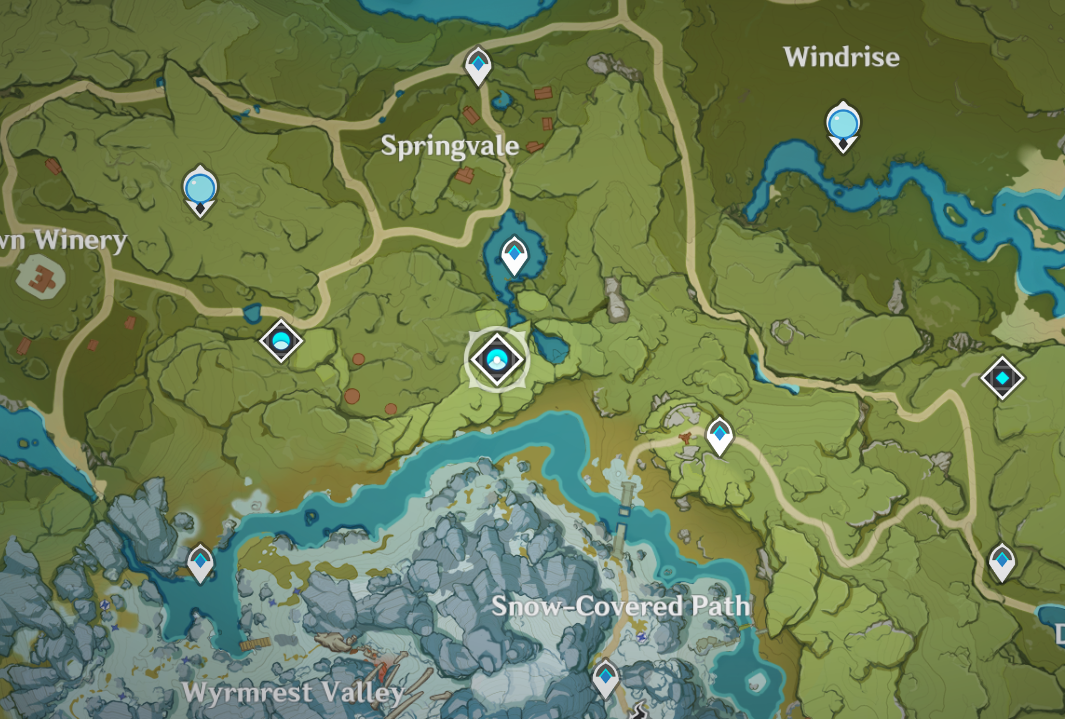 Windrise
Springvale
wn Winery
Snow-Covered Path
Wyrmrest Valley
D